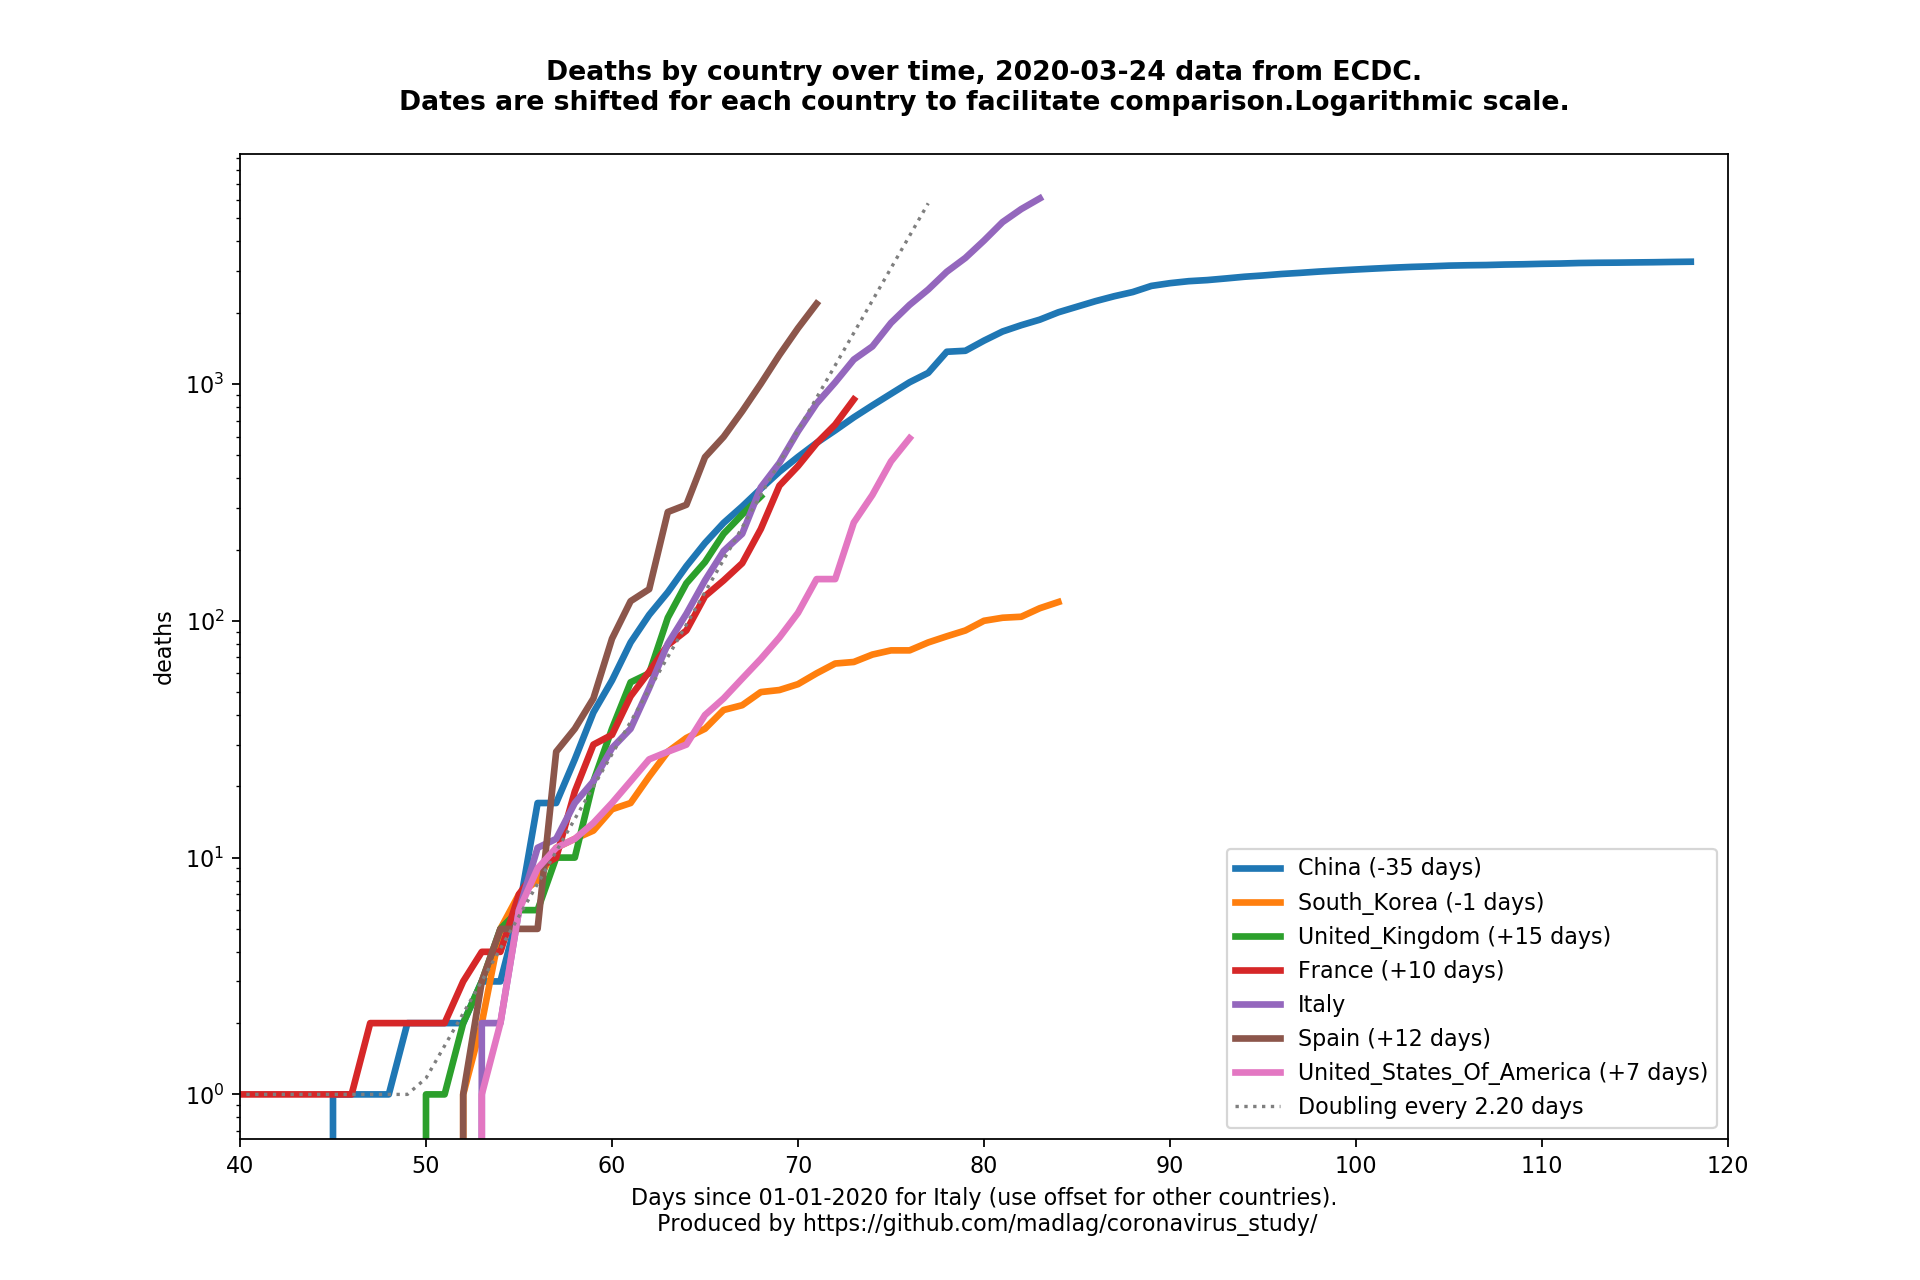 Deaths by country over time, 2020-03-24 data from ECDC.
Dates are shifted for each country to facilitate comparison.Logarithmic scale.
deaths
10³
10²
10¹
10⁰
40 50 60 70 80 90 100 110 120
Days since 01-01-2020 for Italy (use offset for other countries).
Produced by https://github.com/madlag/coronavirus_study/
China (-35 days)
South_Korea (-1 days)
United_Kingdom (+15 days)
France (+10 days)
Italy
Spain (+12 days)
United_States_Of_America (+7 days)
Doubling every 2.20 days